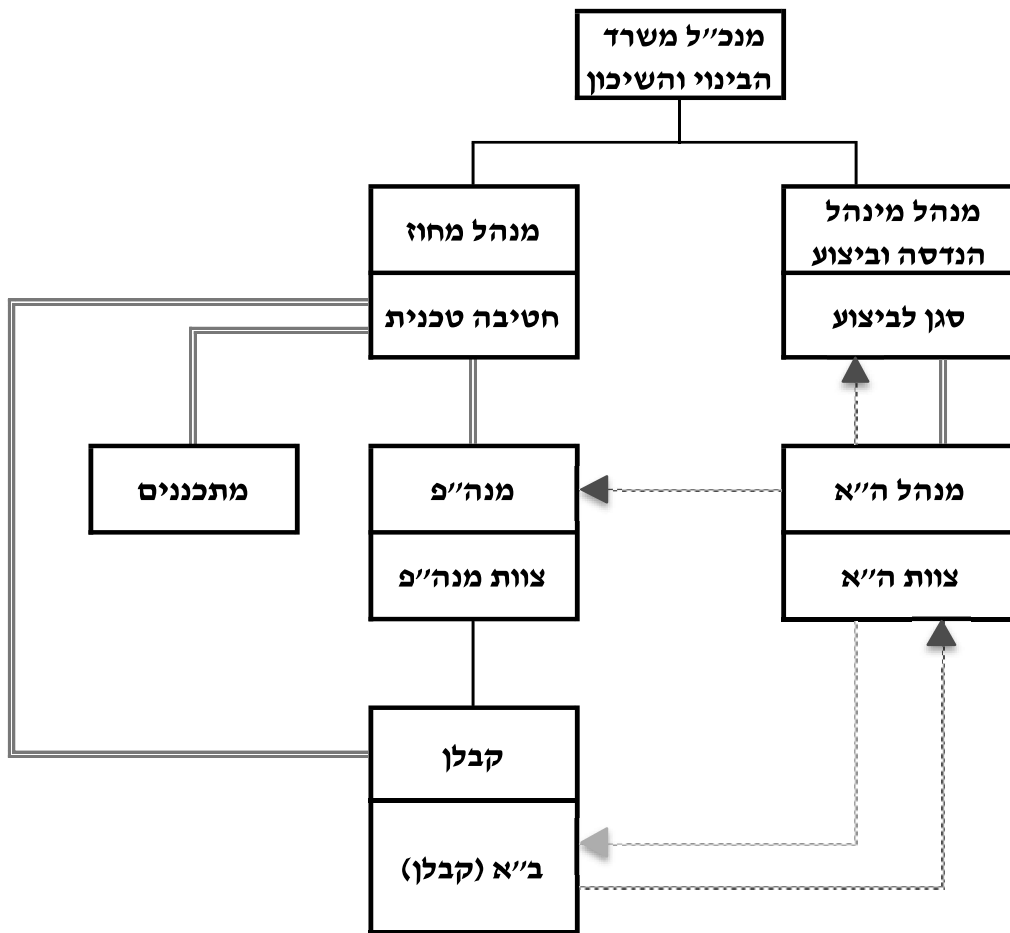 מנכ״ל משרד
הבינוי והשיכון
מנהל מינהל
הנדסה וביצוע
סגן לביצוע
מנהל מחוז
חטיבה טכנית
מנהל ה״א
צוות ה״א
מנה״פ
צוות מנה״פ
מתכננים
קבלן
ב״א (קבלן)